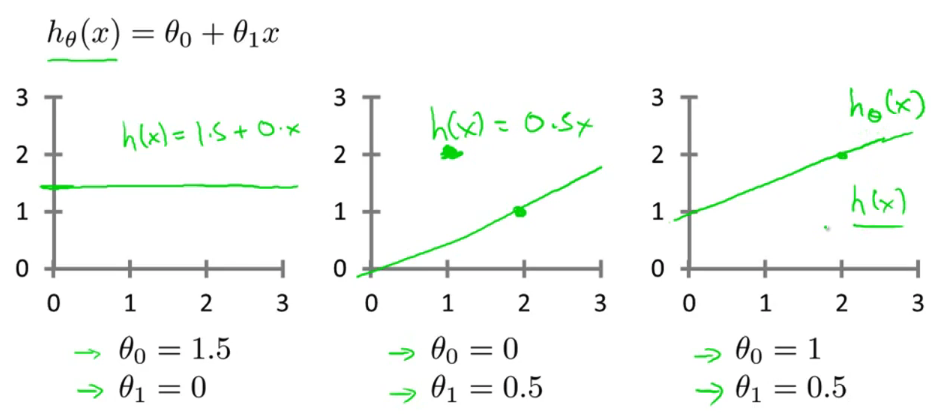 hθ(x) = θ0 + θ1x
3
2
1
0
0 1 2 3
h(x) = 1.5 + 0·x
→ θ0 = 1.5
→ θ1 = 0
3
2
1
0
0 1 2 3
h(x) = 0.5x
→ θ0 = 0
→ θ1 = 0.5
3
2
1
0
0 1 2 3
hθ(x)
h(x)
→ θ0 = 1
→ θ1 = 0.5